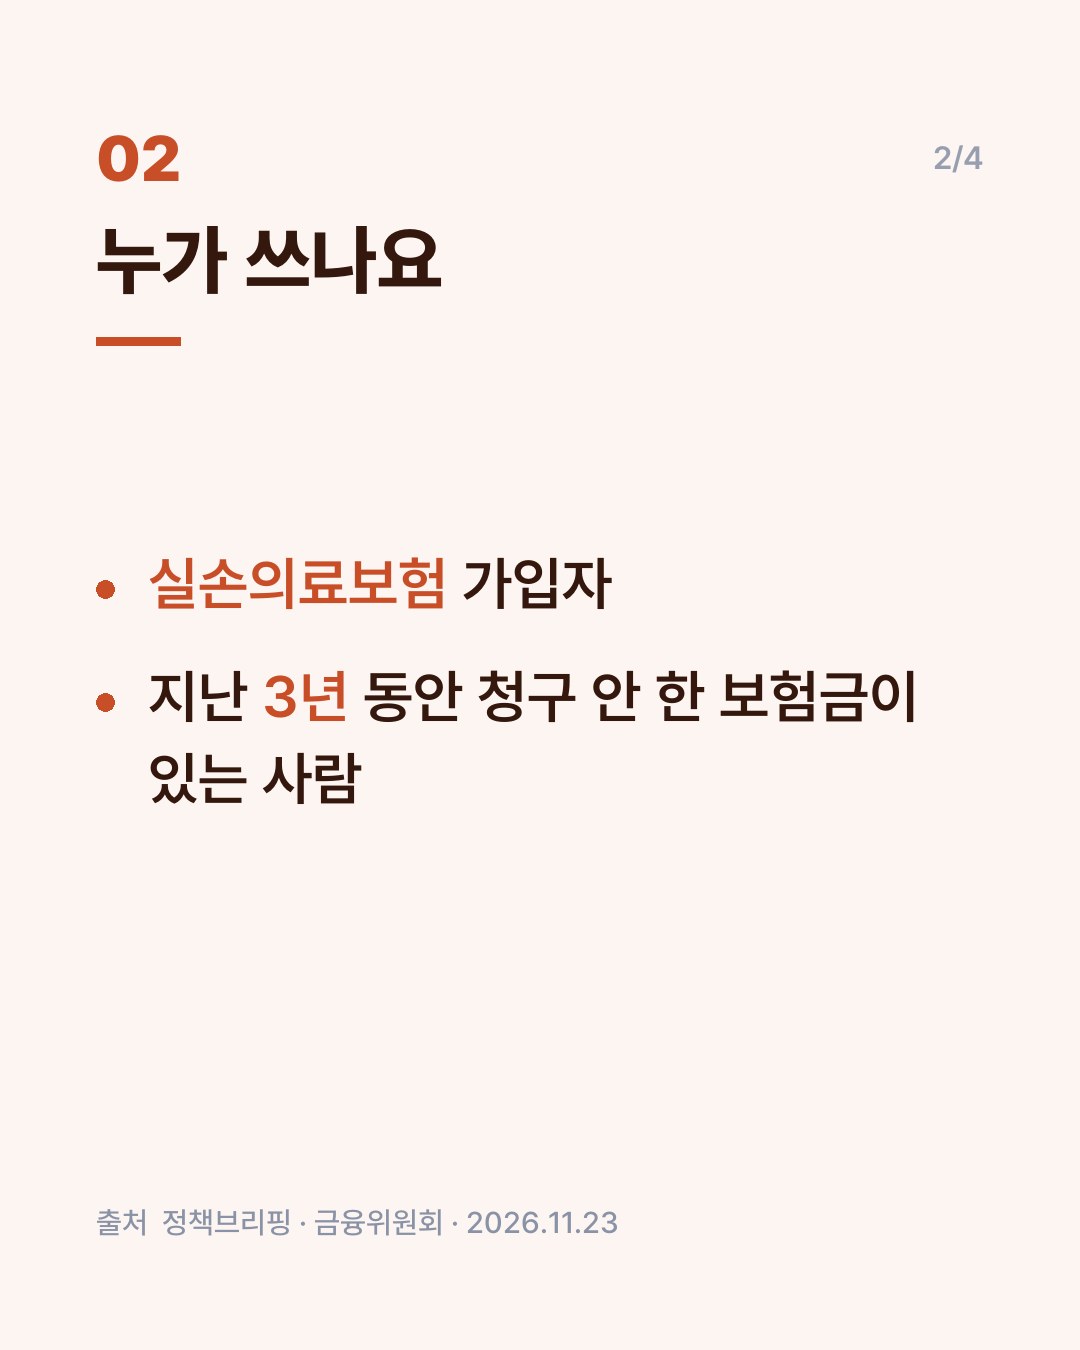 02
2/4
누가 쓰나요
실손의료보험 가입자
지난 3년 동안 청구 안 한 보험금이
있는 사람
출처 정책브리핑 · 금융위원회 · 2026.11.23